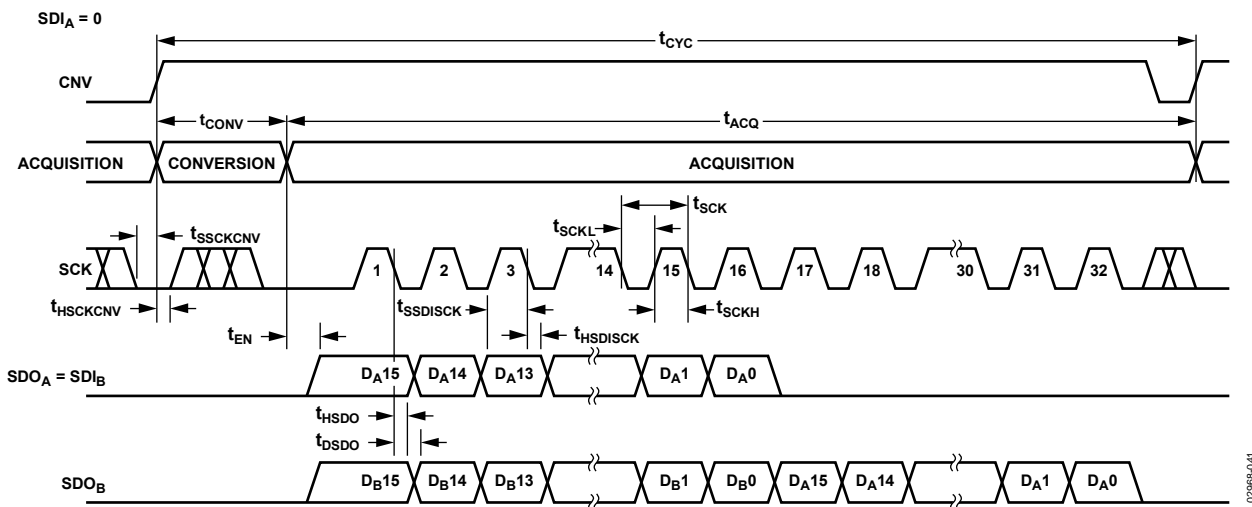 SDIA = 0
tCYC
CNV
tCONV
tACQ
ACQUISITION CONVERSION ACQUISITION
tSCK
tSCKL
tSSCKCNV
SCK 1 2 3 14 15 16 17 18 30 31 32
tHSCKCNV
tSSDISCK
tSCKH
tEN
tHSDISCK
SDOA = SDIB DA15 DA14 DA13 DA1 DA0
tHSDO
tDSDO
SDOB DB15 DB14 DB13 DB1 DB0 DA15 DA14 DA1 DA0
02968-041